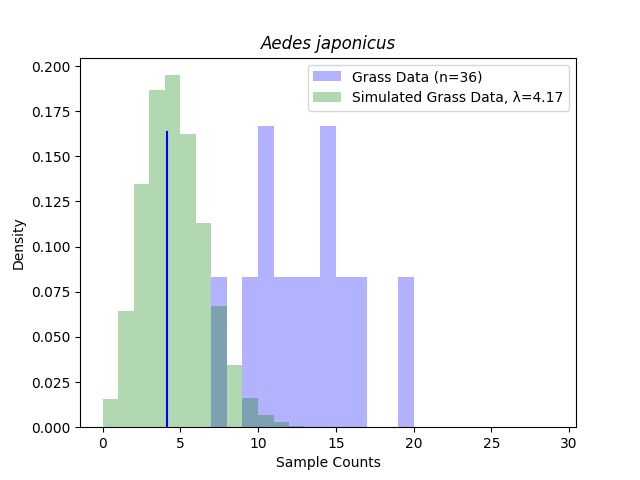 Aedes japonicus
Grass Data (n=36)
Simulated Grass Data, λ=4.17
Density
0.200
0.175
0.150
0.125
0.100
0.075
0.050
0.025
0.000
0 5 10 15 20 25 30
Sample Counts